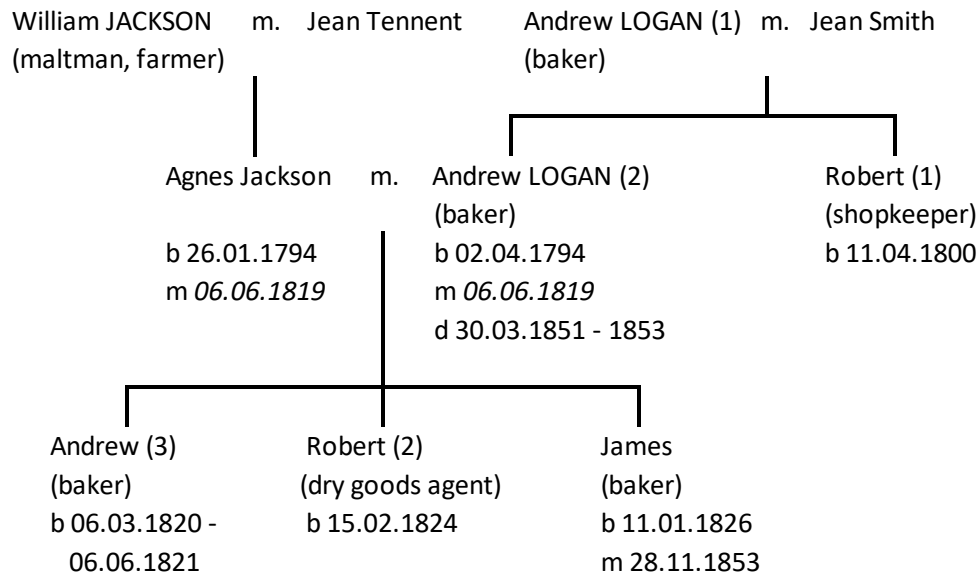 William JACKSON m. Jean Tennent Andrew LOGAN (1) m. Jean Smith
(maltman, farmer) (baker)
Agnes Jackson m. Andrew LOGAN (2) Robert (1)
(baker) (shopkeeper)
b 26.01.1794 b 02.04.1794 b 11.04.1800
m 06.06.1819 m 06.06.1819
d 30.03.1851 - 1853
Andrew (3) Robert (2) James
(baker) (dry goods agent) (baker)
b 06.03.1820 - b 15.02.1824 b 11.01.1826
06.06.1821 m 28.11.1853